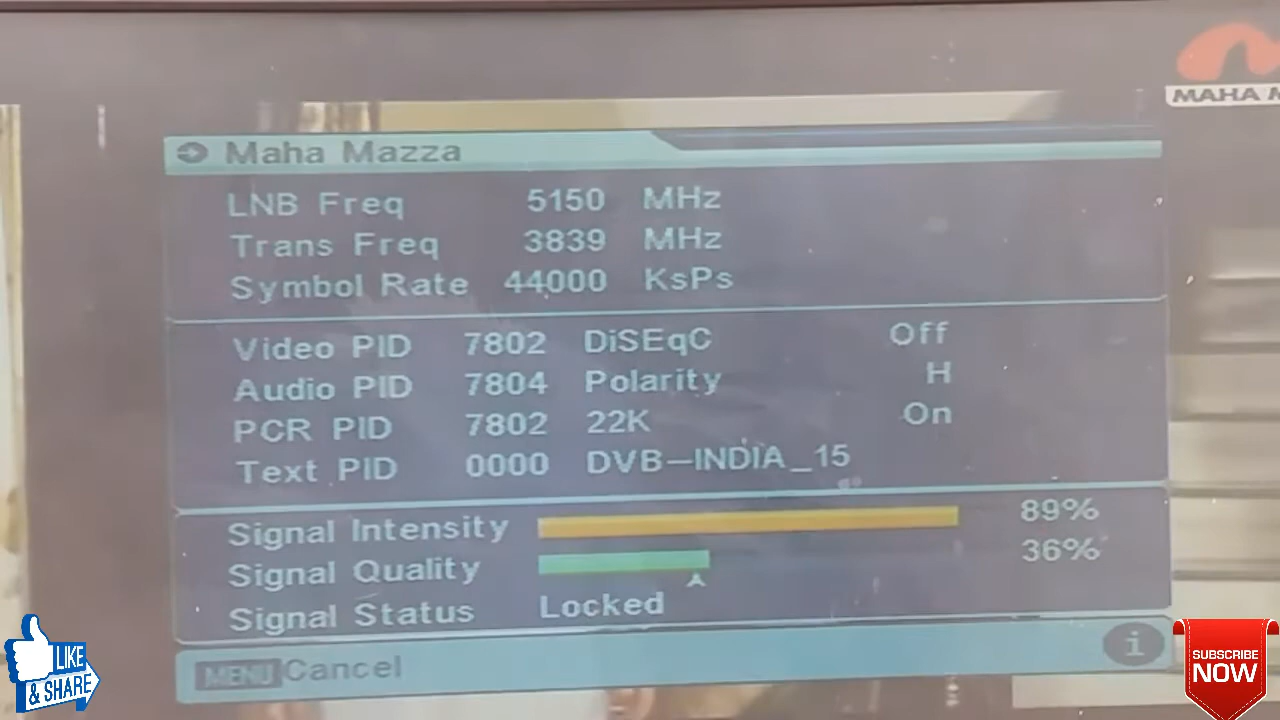 MAHA M
Maha Mazza
LNB Freq 5150 MHz
Trans Freq 3839 MHz
Symbol Rate 44000 KsPs
Video PID 7802 DiSEqC Off
Audio PID 7804 Polarity H
PCR PID 7802 22K On
Text PID 0000 DVB-INDIA_15
Signal Intensity 89%
Signal Quality 36%
Signal Status Locked
MENU Cancel i
LIKE
& SHARE
SUBSCRIBE
NOW